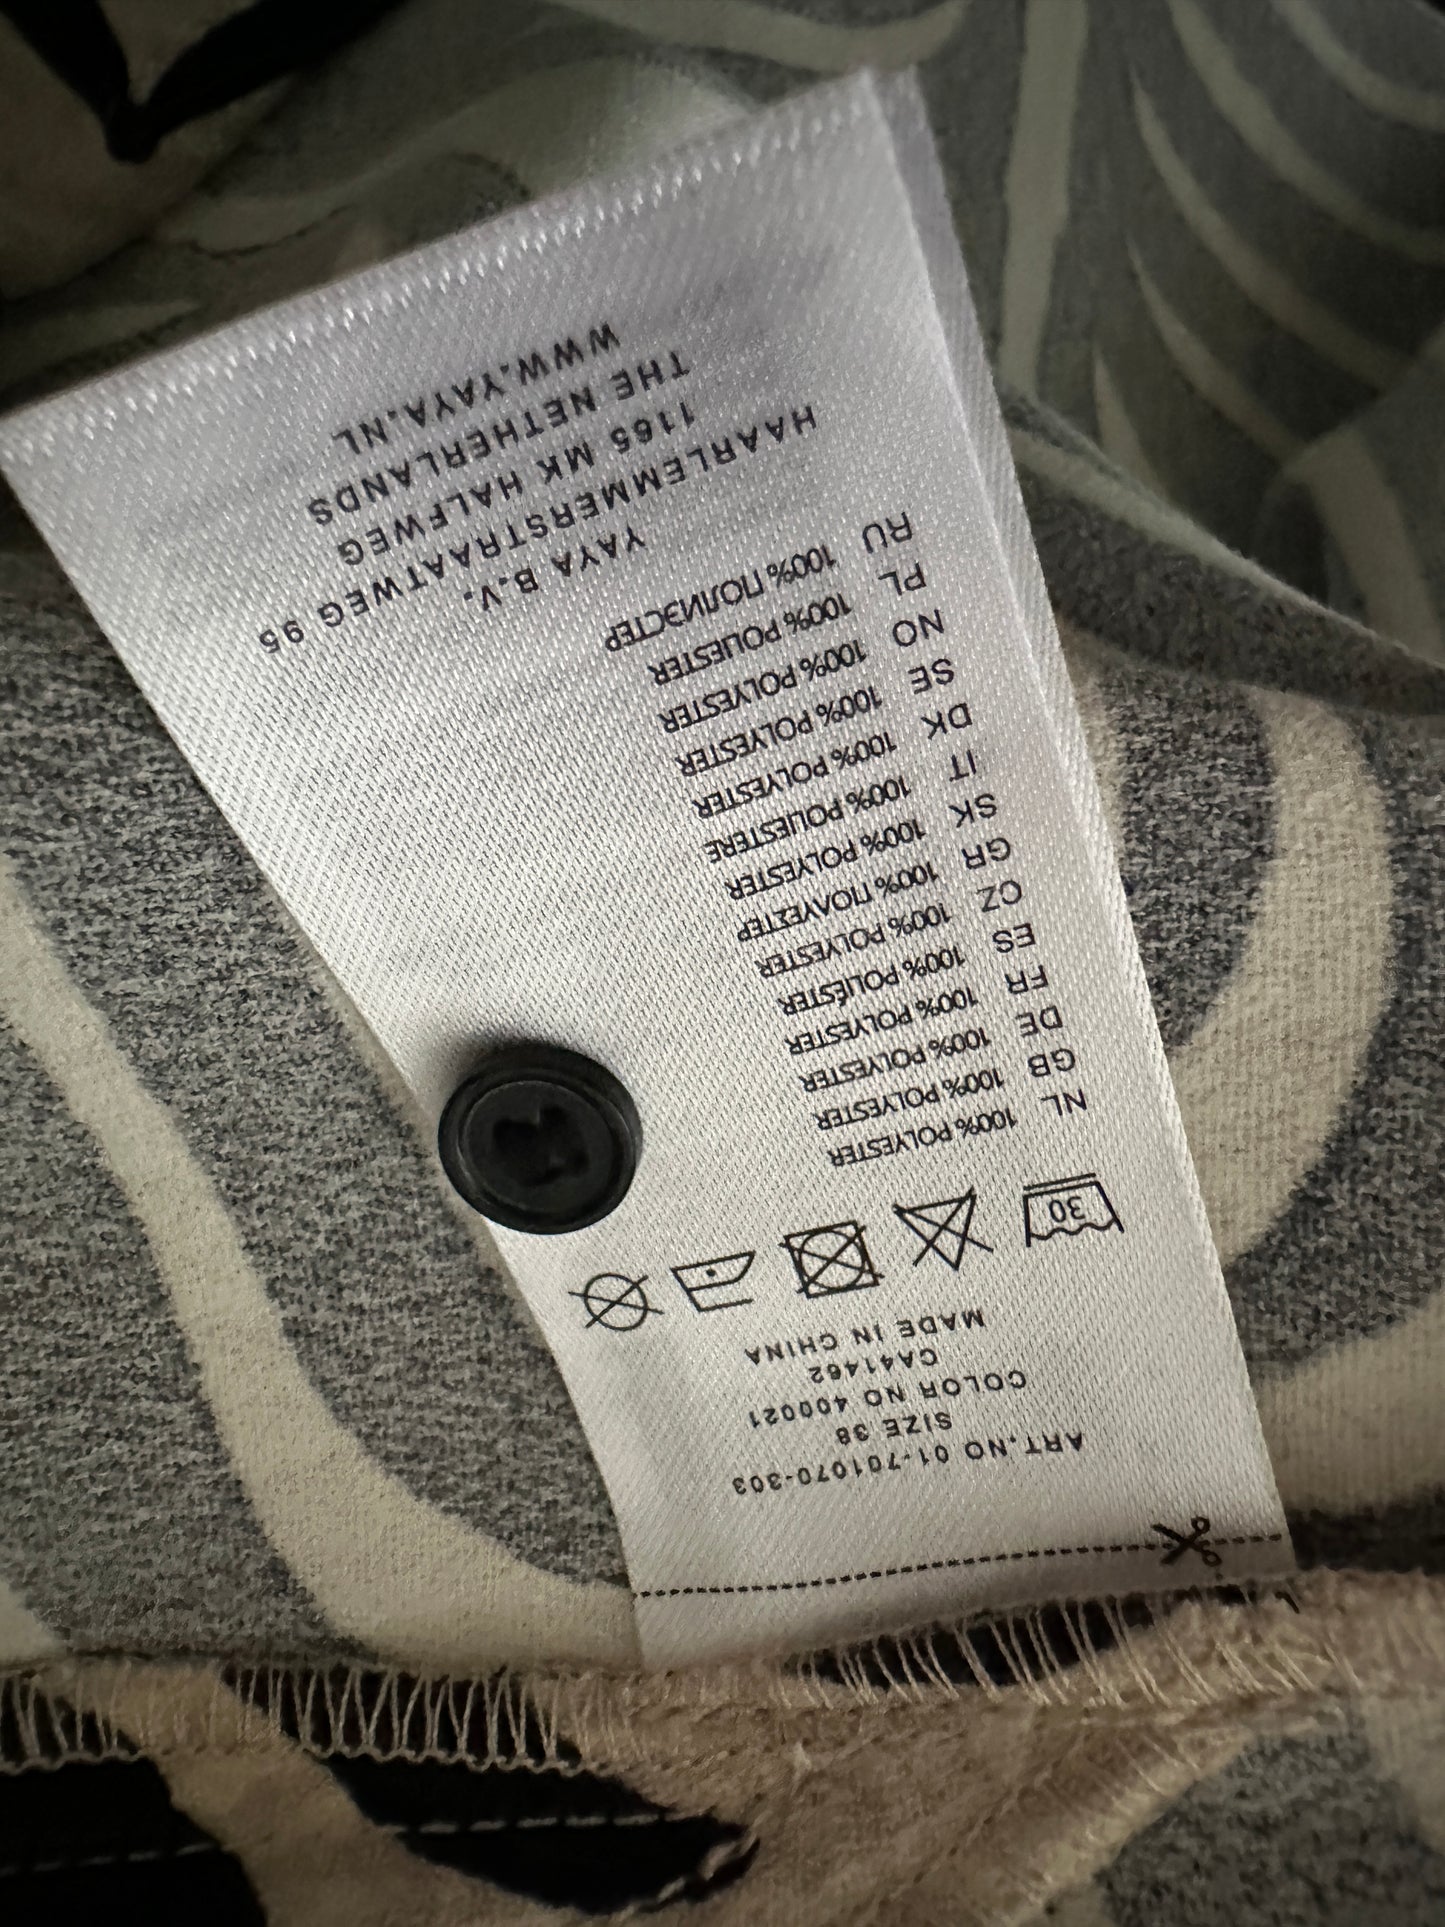 YAYA B.V.
HAARLEMMERSTRAATWEG 95
1165 MK HALFWEG
THE NETHERLANDS
WWW.YAYA.NL
ART.NO 01-701070-303
SIZE 38
COLOR NO 400021
CA41462
MADE IN CHINA
30
NL 100% POLYESTER
GB 100% POLYESTER
DE 100% POLYESTER
FR 100% POLYESTER
ES 100% POLIÉSTER
CZ 100% POLYESTER
GR 100% ΠΟΛΥΕΣΤΕΡ
SK 100% POLYESTER
IT 100% POLIESTERE
DK 100% POLYESTER
SE 100% POLYESTER
NO 100% POLYESTER
PL 100% POLIESTER
RU 100% ПОЛИЭСТЕР